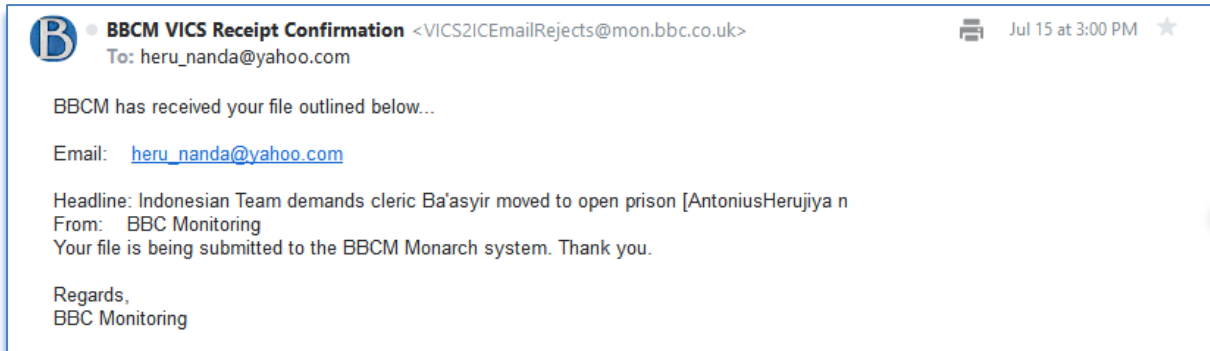 B
BBCM VICS Receipt Confirmation <VICS2ICEmailRejects@mon.bbc.co.uk> Jul 15 at 3:00 PM
To: heru_nanda@yahoo.com
BBCM has received your file outlined below...
Email: heru_nanda@yahoo.com
Headline: Indonesian Team demands cleric Ba'asyir moved to open prison [AntoniusHerujiya n
From: BBC Monitoring
Your file is being submitted to the BBCM Monarch system. Thank you.
Regards,
BBC Monitoring